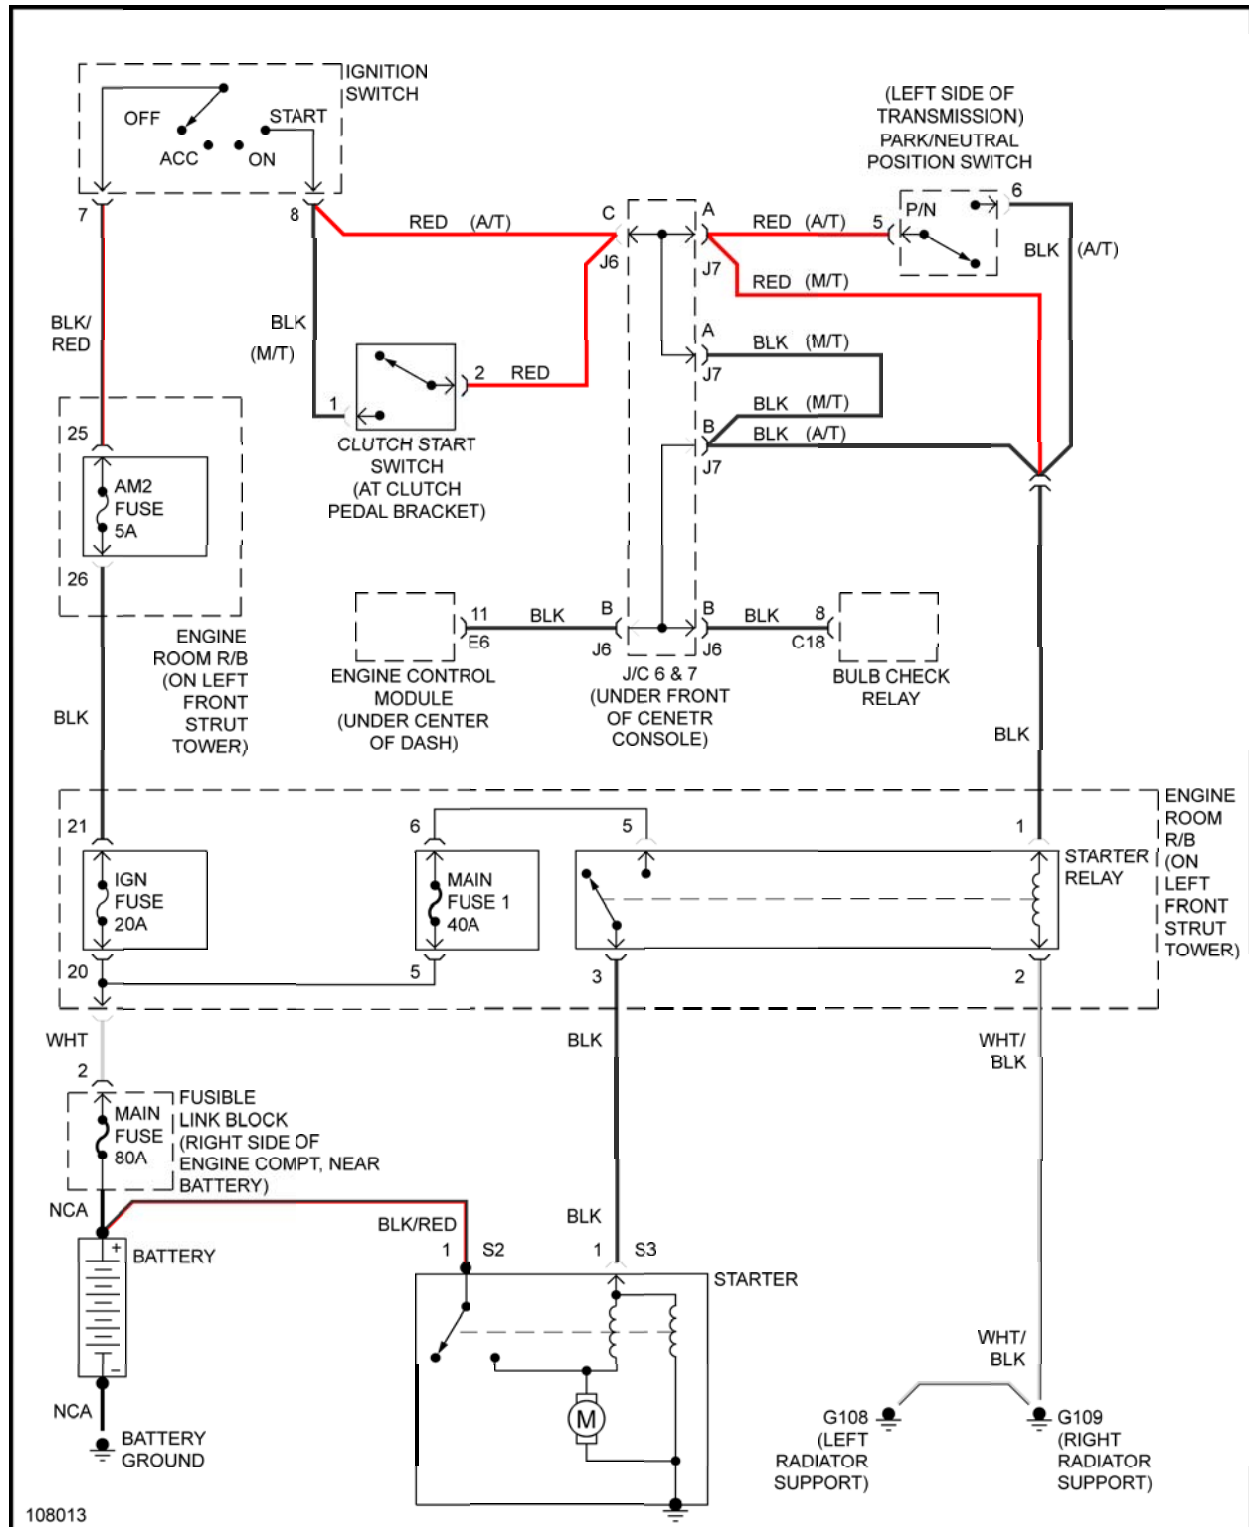 IGNITION
SWITCH
OFF
START
ACC
ON
7
8
(LEFT SIDE OF
TRANSMISSION)
PARK/NEUTRAL
POSITION SWITCH
P/N
5
6
RED (A/T)
C
J6
A
J7
RED (A/T)
BLK (A/T)
RED (M/T)
BLK/
RED
BLK
(M/T)
A
J7
BLK (M/T)
2
RED
1
BLK (M/T)
B
J7
BLK (A/T)
CLUTCH START
SWITCH
(AT CLUTCH
PEDAL BRACKET)
25
AM2
FUSE
5A
26
ENGINE
ROOM R/B
(ON LEFT
FRONT
STRUT
TOWER)
BLK
11
E6
BLK
B
J6
B
J6
BLK
8
C18
ENGINE CONTROL
MODULE
(UNDER CENTER
OF DASH)
J/C 6 & 7
(UNDER FRONT
OF CENETR
CONSOLE)
BULB CHECK
RELAY
BLK
ENGINE
ROOM
R/B
(ON
LEFT
FRONT
STRUT
TOWER)
21
6
5
1
IGN
FUSE
20A
MAIN
FUSE 1
40A
STARTER
RELAY
20
5
3
2
WHT
BLK
WHT/
BLK
2
MAIN
FUSE
80A
FUSIBLE
LINK BLOCK
(RIGHT SIDE OF
ENGINE COMPT, NEAR
BATTERY)
NCA
BLK/RED
BLK
1
S2
1
S3
+
BATTERY
−
STARTER
M
WHT/
BLK
NCA
BATTERY
GROUND
G108
(LEFT
RADIATOR
SUPPORT)
G109
(RIGHT
RADIATOR
SUPPORT)
108013